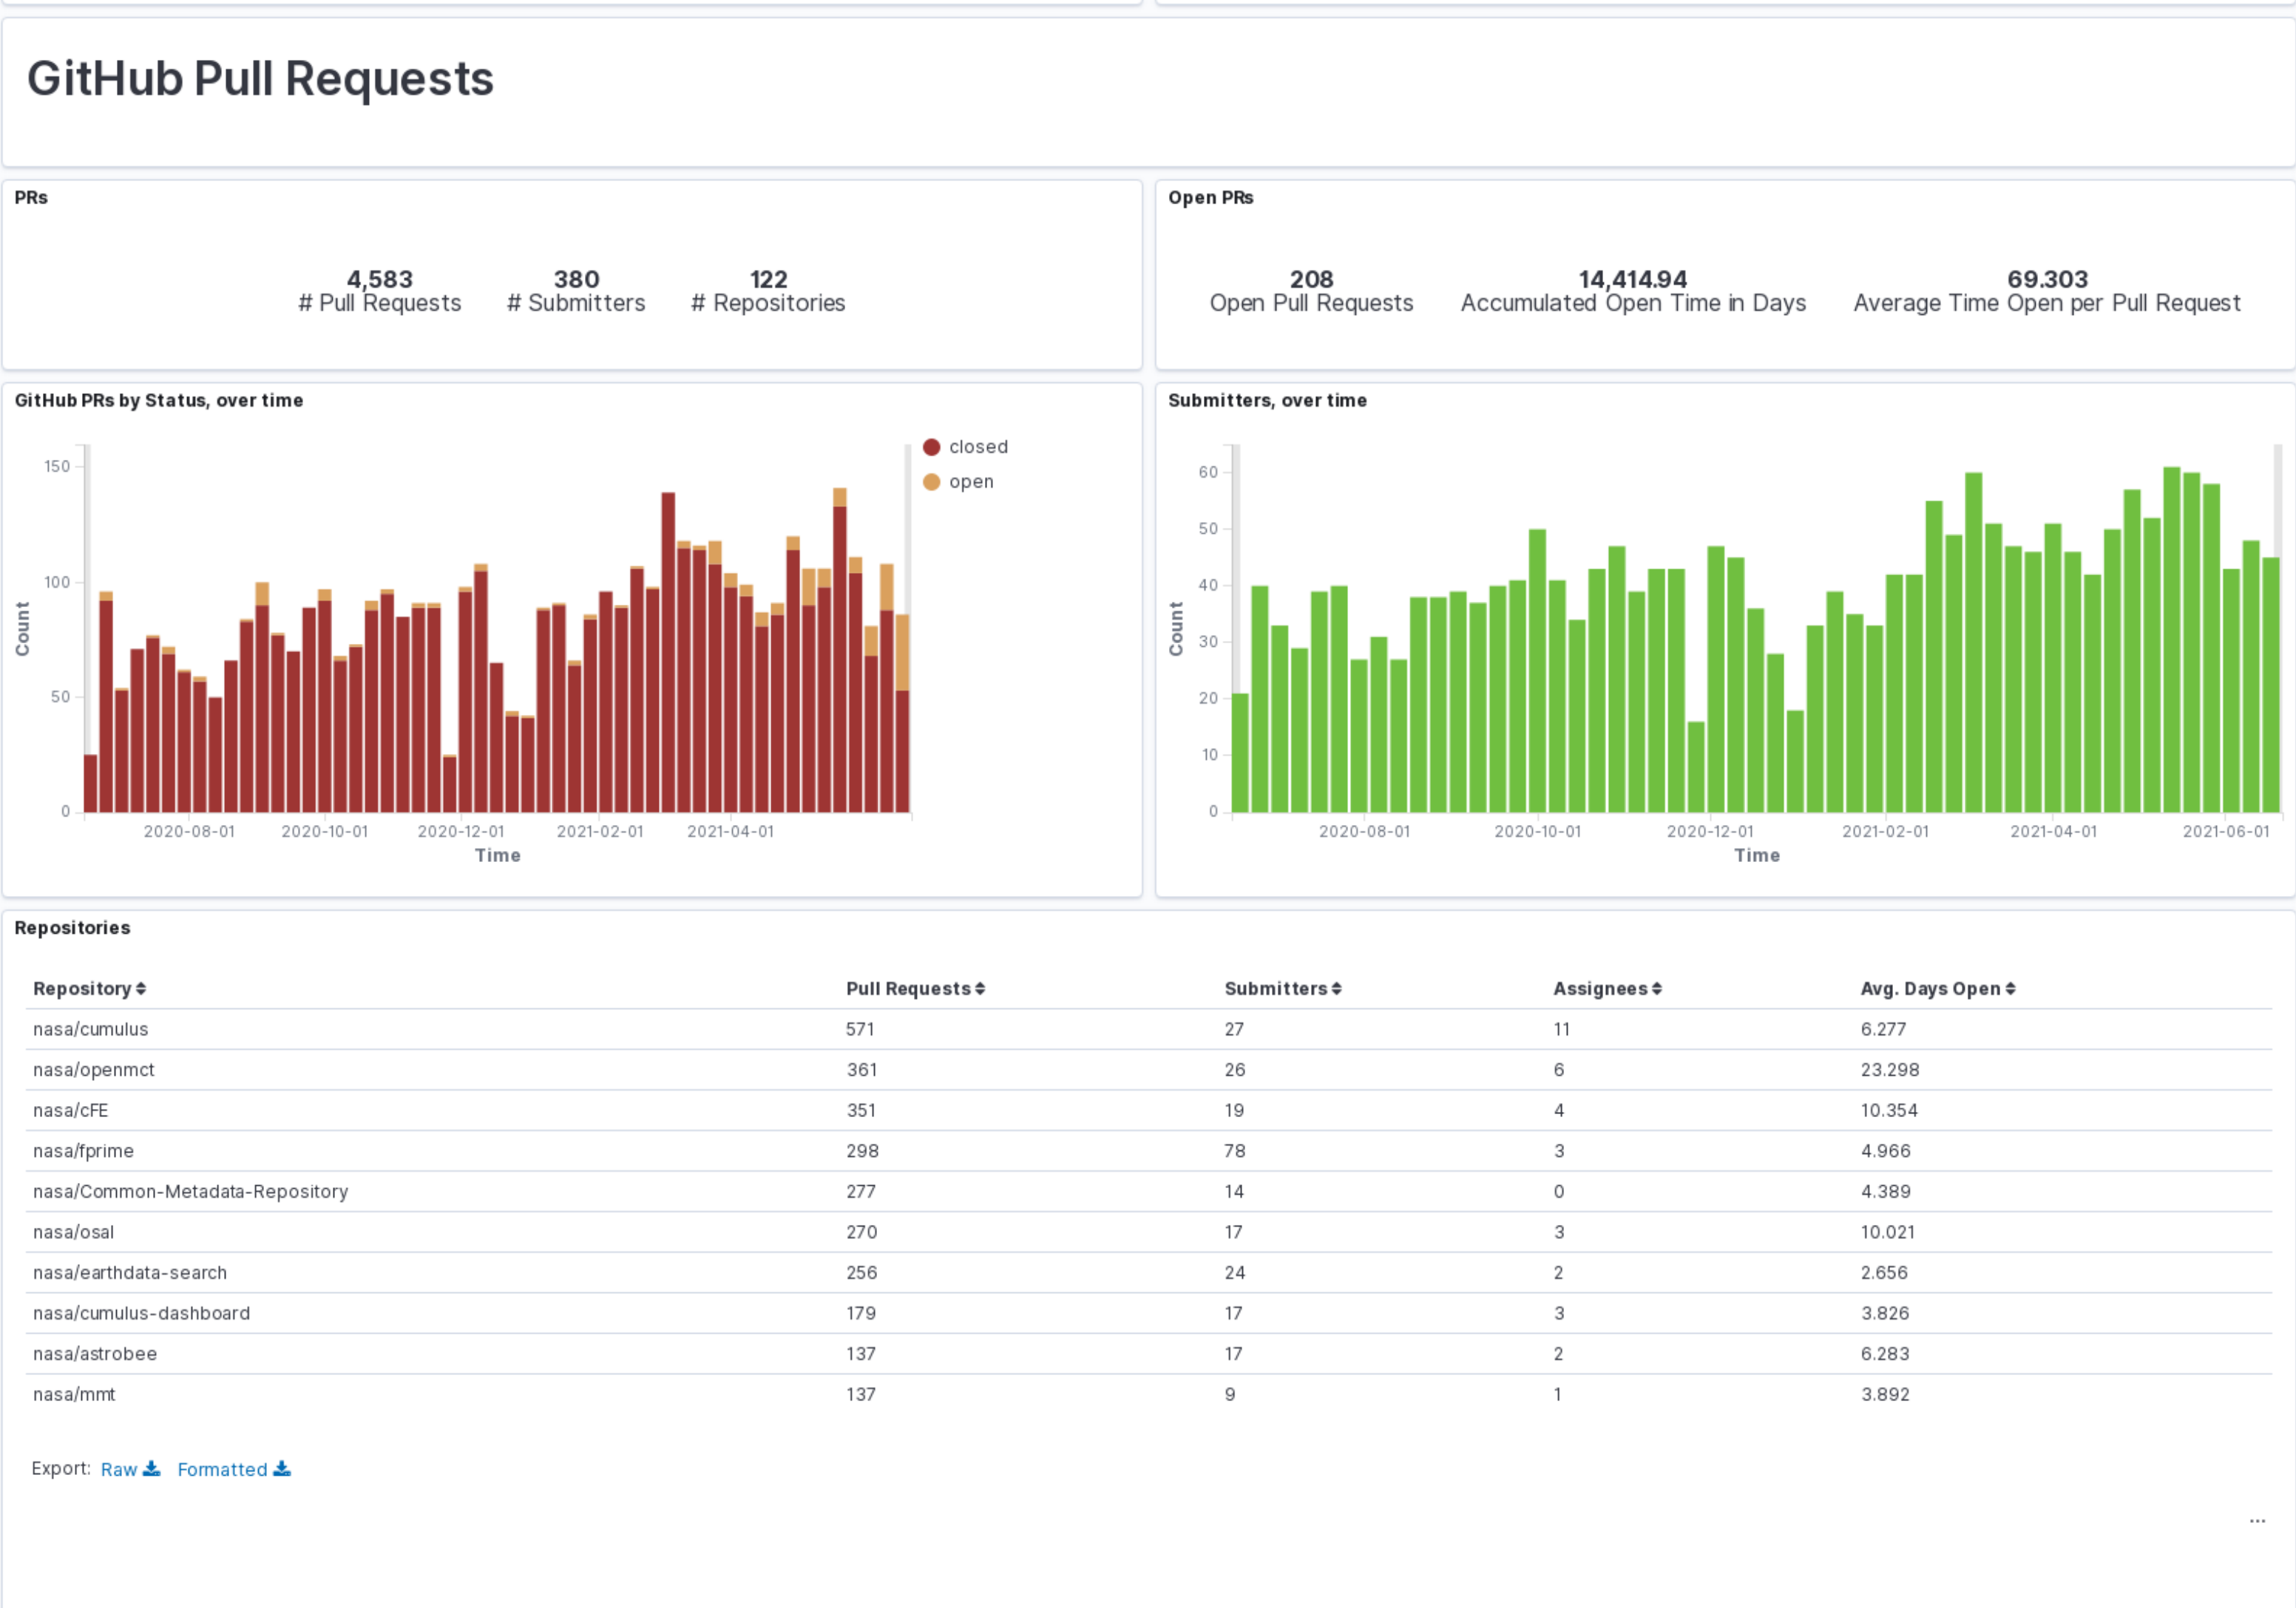 GitHub Pull Requests
PRs
4,583
# Pull Requests
380
# Submitters
122
# Repositories
Open PRs
208
Open Pull Requests
14,414.94
Accumulated Open Time in Days
69.303
Average Time Open per Pull Request
GitHub PRs by Status, over time
closed
open
150
100
50
0
Count
2020-08-01 2020-10-01 2020-12-01 2021-02-01 2021-04-01
Time
Submitters, over time
60
50
40
30
20
10
0
Count
2020-08-01 2020-10-01 2020-12-01 2021-02-01 2021-04-01 2021-06-01
Time
Repositories
Repository Pull Requests Submitters Assignees Avg. Days Open
nasa/cumulus 571 27 11 6.277
nasa/openmct 361 26 6 23.298
nasa/cFE 351 19 4 10.354
nasa/fprime 298 78 3 4.966
nasa/Common-Metadata-Repository 277 14 0 4.389
nasa/osal 270 17 3 10.021
nasa/earthdata-search 256 24 2 2.656
nasa/cumulus-dashboard 179 17 3 3.826
nasa/astrobee 137 17 2 6.283
nasa/mmt 137 9 1 3.892
Export: Raw Formatted
...